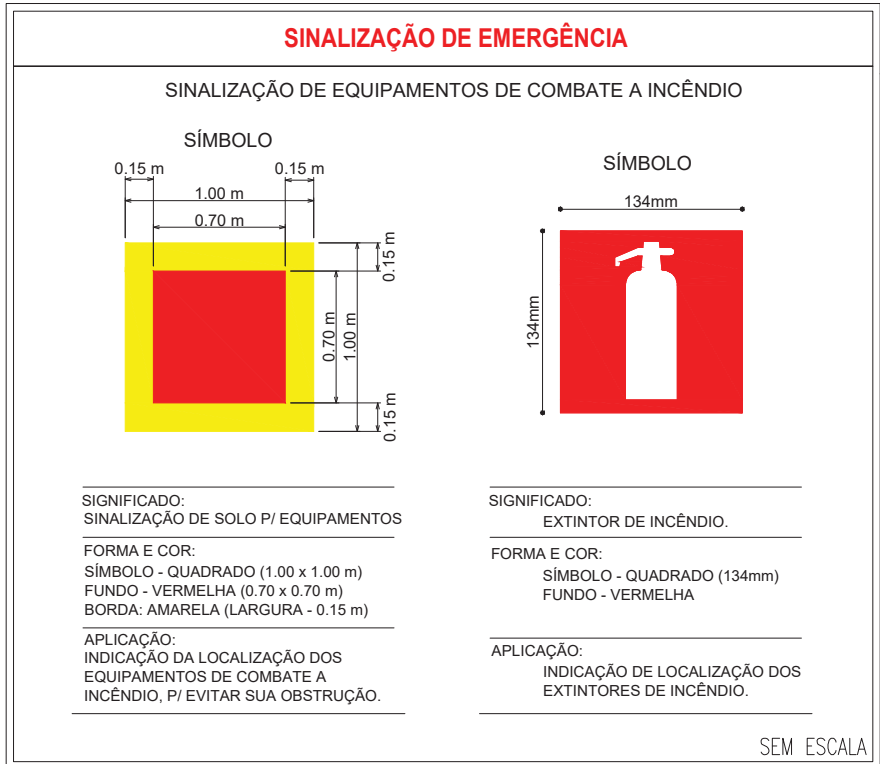 SINALIZAÇÃO DE EMERGÊNCIA
SINALIZAÇÃO DE EQUIPAMENTOS DE COMBATE A INCÊNDIO
SÍMBOLO
0.15 m
0.15 m
1.00 m
0.70 m
0.15 m
0.70 m
1.00 m
0.15 m
SIGNIFICADO:
SINALIZAÇÃO DE SOLO P/ EQUIPAMENTOS
FORMA E COR:
SÍMBOLO - QUADRADO (1.00 x 1.00 m)
FUNDO - VERMELHA (0.70 x 0.70 m)
BORDA: AMARELA (LARGURA - 0.15 m)
APLICAÇÃO:
INDICAÇÃO DA LOCALIZAÇÃO DOS
EQUIPAMENTOS DE COMBATE A
INCÊNDIO, P/ EVITAR SUA OBSTRUÇÃO.
SÍMBOLO
134mm
134mm
SIGNIFICADO:
EXTINTOR DE INCÊNDIO.
FORMA E COR:
SÍMBOLO - QUADRADO (134mm)
FUNDO - VERMELHA
APLICAÇÃO:
INDICAÇÃO DE LOCALIZAÇÃO DOS
EXTINTORES DE INCÊNDIO.
SEM ESCALA